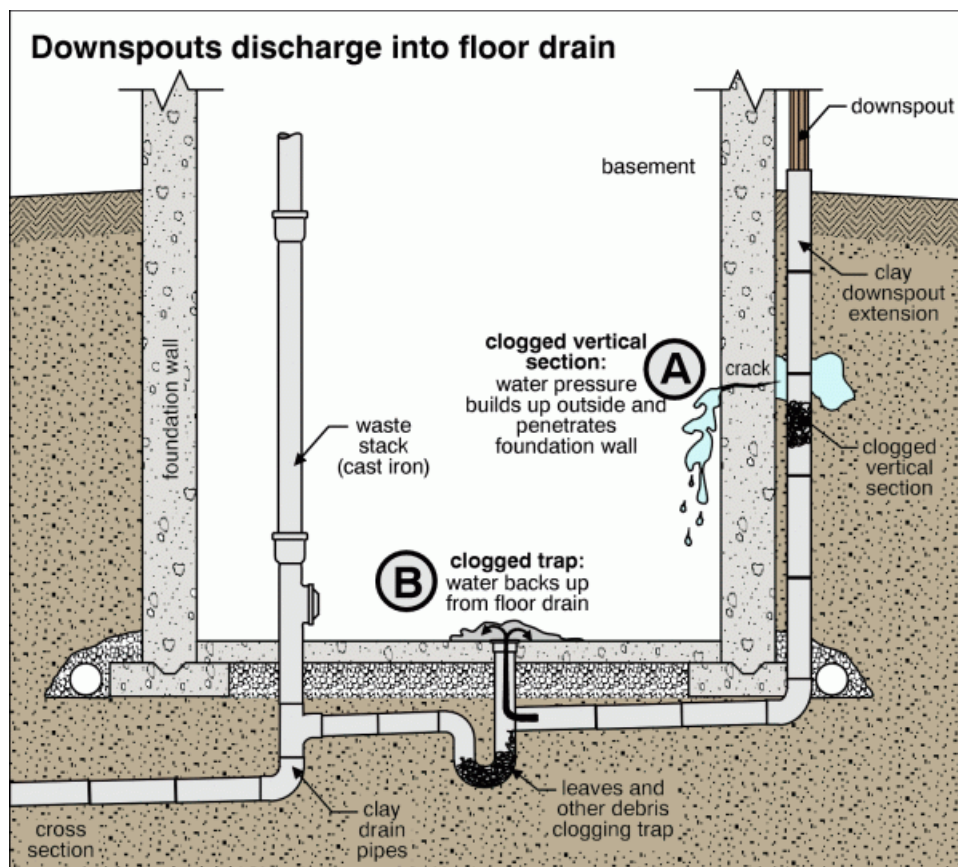 Downspouts discharge into floor drain
downspout
basement
clay
downspout
extension
clogged vertical
section:
water pressure
builds up outside and
penetrates
foundation wall
A
crack
foundation wall
waste
stack
(cast iron)
clogged
vertical
section
B
clogged trap:
water backs up
from floor drain
leaves and
other debris
clogging trap
clay
drain
pipes
cross
section